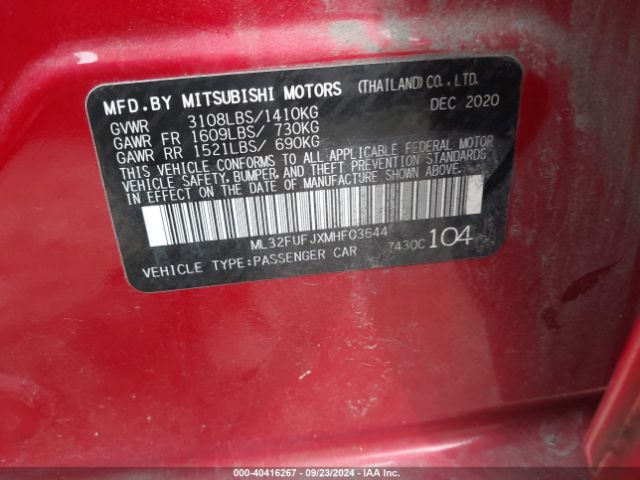 MFD.BY MITSUBISHI MOTORS (THAILAND) CO.,LTD.
GVWR 3108LBS/1410KG DEC 2020
GAWR FR 1609LBS/ 730KG
GAWR RR 1521LBS/ 690KG
THIS VEHICLE CONFORMS TO ALL APPLICABLE FEDERAL MOTOR
VEHICLE SAFETY, BUMPER, AND THEFT PREVENTION STANDARDS
IN EFFECT ON THE DATE OF MANUFACTURE SHOWN ABOVE.
ML32FUFJXMHF03644
VEHICLE TYPE:PASSENGER CAR 7430C 104
000-40416267 - 09/23/2024 - IAA Inc.